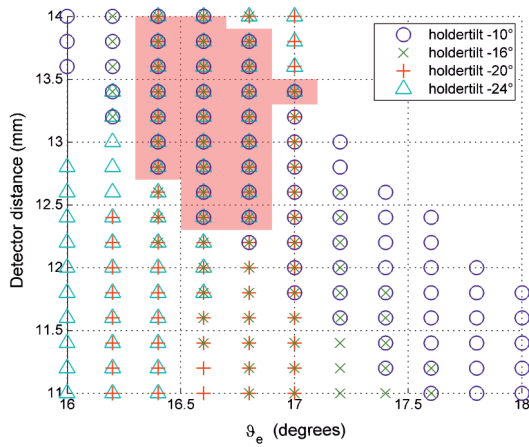 14
13.5
13
12.5
12
11.5
11
Detector distance (mm)
16
16.5
17
17.5
18
ϑe (degrees)
holdertilt -10°
holdertilt -16°
holdertilt -20°
holdertilt -24°